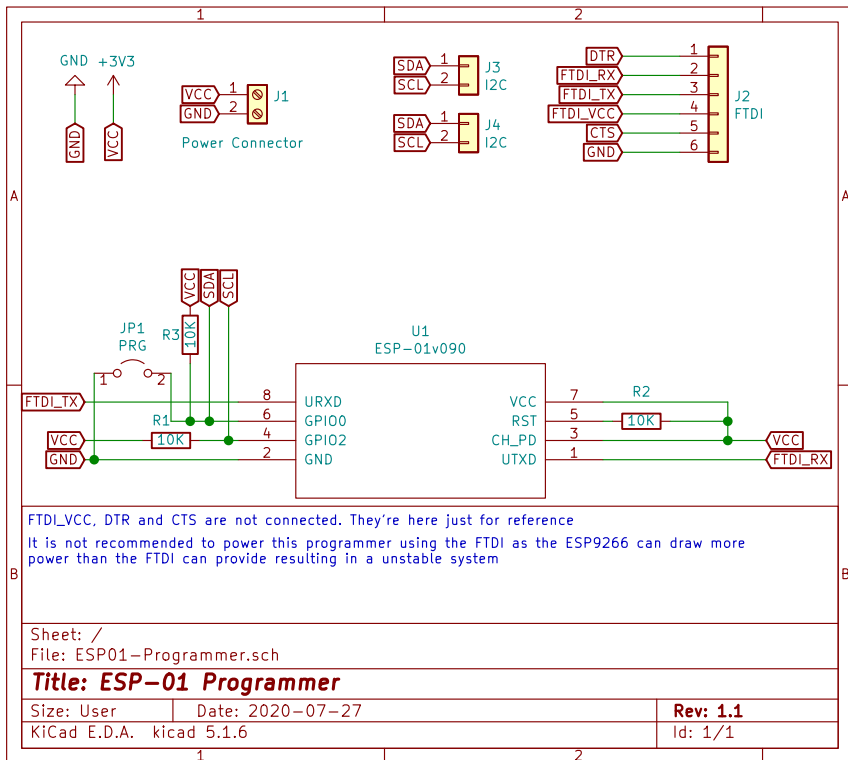 1 2
GND +3V3
GND
VCC
VCC 1
GND 2
J1
Power Connector
SDA 1
SCL 2
J3
I2C
SDA 1
SCL 2
J4
I2C
DTR 1
FTDI_RX 2
FTDI_TX 3
FTDI_VCC 4
CTS 5
GND 6
J2
FTDI
A A
VCC SDA SCL
JP1
PRG
1 2
R3
10K
U1
ESP-01v090
FTDI_TX 8 URXD
R1 6 GPIO0
VCC 10K 4 GPIO2
GND 2 GND
VCC 7 R2
RST 5 10K
CH_PD 3 VCC
UTXD 1 FTDI_RX
FTDI_VCC, DTR and CTS are not connected. They're here just for reference
It is not recommended to power this programmer using the FTDI as the ESP9266 can draw more
power than the FTDI can provide resulting in a unstable system
B B
Sheet: /
File: ESP01-Programmer.sch
Title: ESP-01 Programmer
Size: User Date: 2020-07-27 Rev: 1.1
KiCad E.D.A. kicad 5.1.6 Id: 1/1
1 2